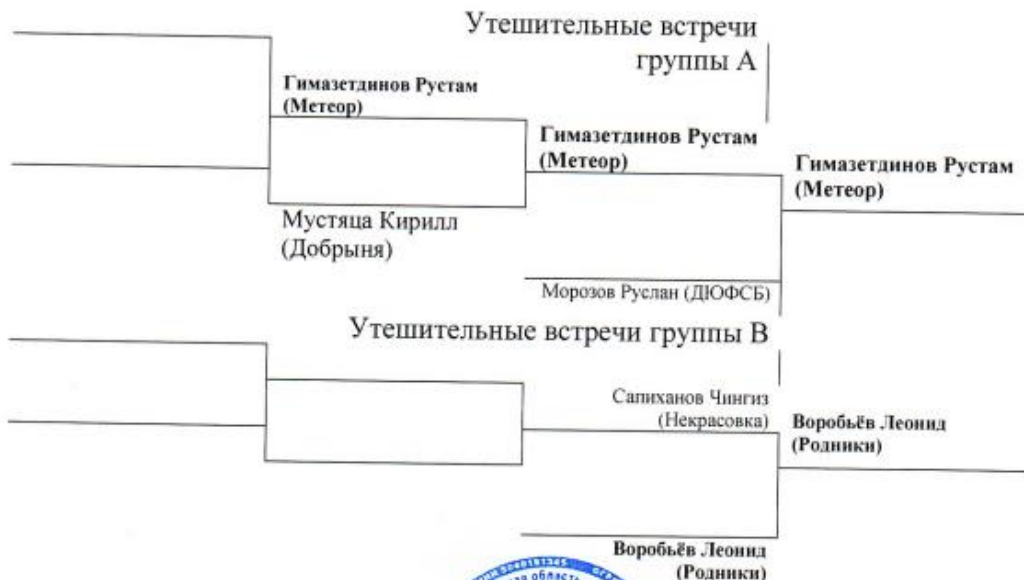 Утешительные встречи
группы А
Гимазетдинов Рустам
(Метеор)
Гимазетдинов Рустам
(Метеор)
Гимазетдинов Рустам
(Метеор)
Мустяца Кирилл
(Добрыня)
Морозов Руслан (ДЮФСБ)
Утешительные встречи группы В
Сапиханов Чингиз
(Некрасовка)
Воробьёв Леонид
(Родники)
Воробьёв Леонид
(Родники)